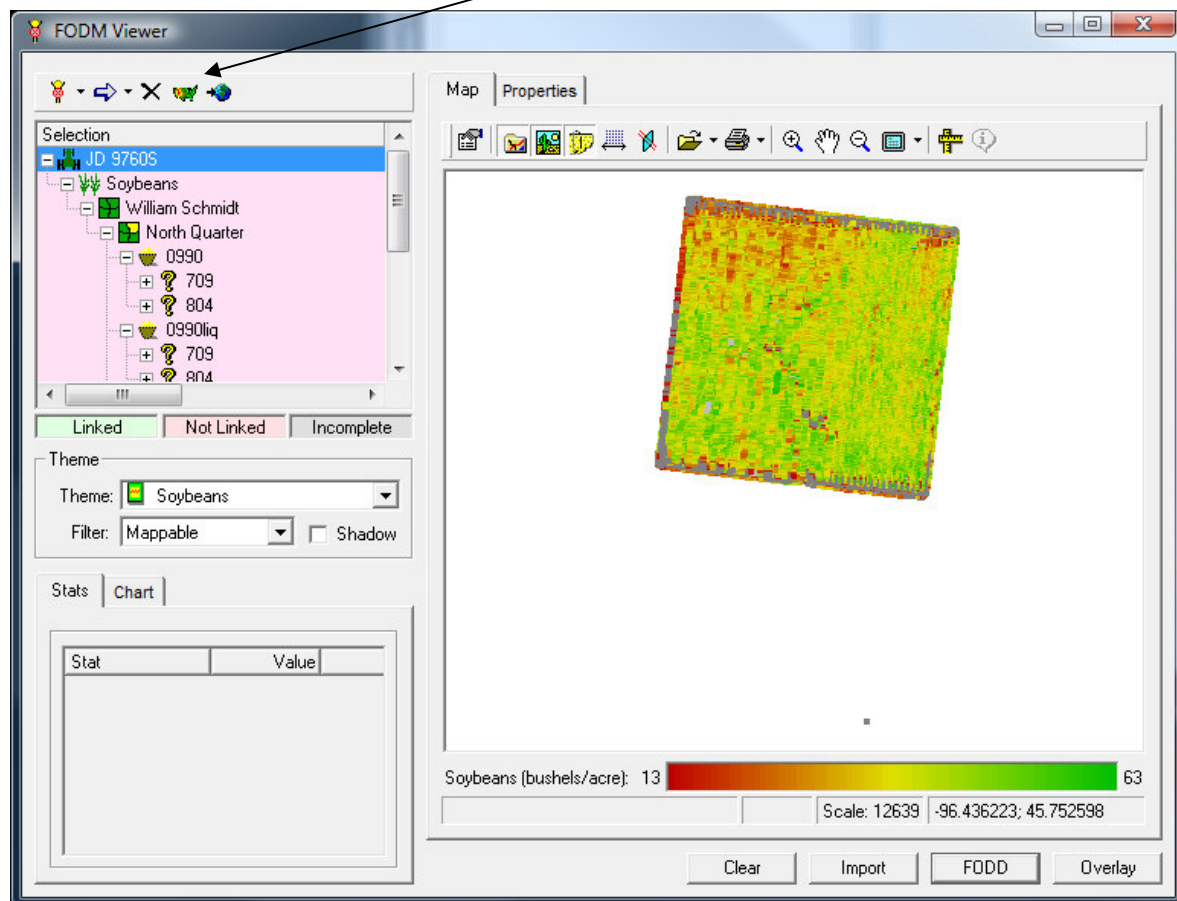 FODM Viewer
Map Properties
Selection
JD 9760S
Soybeans
William Schmidt
North Quarter
0990
709
804
0990liq
709
804
Linked Not Linked Incomplete
Theme
Theme: Soybeans
Filter: Mappable Shadow
Stats Chart
Stat Value
Soybeans (bushels/acre): 13 63
Scale: 12639 -96.436223; 45.752598
Clear Import FODD Overlay